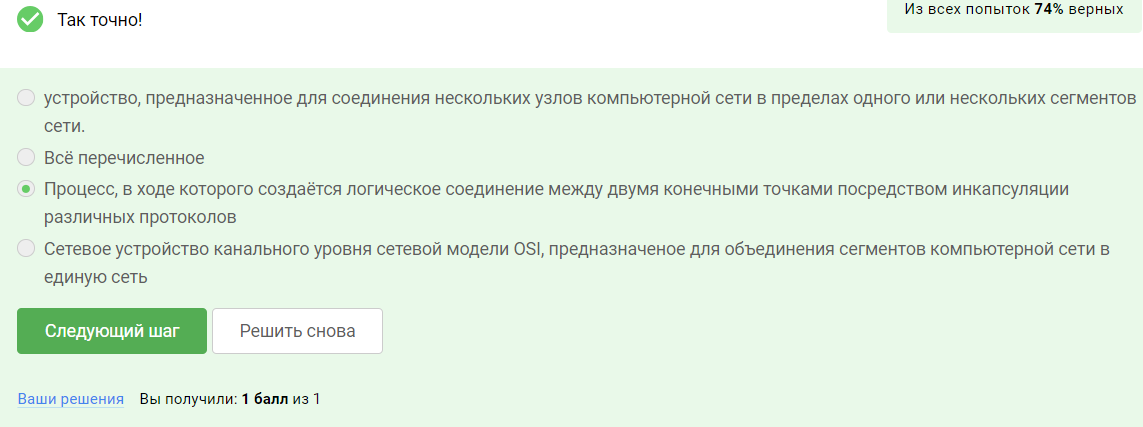 Так точно!
Из всех попыток 74% верных
устройство, предназначенное для соединения нескольких узлов компьютерной сети в пределах одного или нескольких сегментов
сети.
Всё перечисленное
Процесс, в ходе которого создаётся логическое соединение между двумя конечными точками посредством инкапсуляции
различных протоколов
Сетевое устройство канального уровня сетевой модели OSI, предназначеное для объединения сегментов компьютерной сети в
единую сеть
Следующий шаг
Решить снова
Ваши решения Вы получили: 1 балл из 1